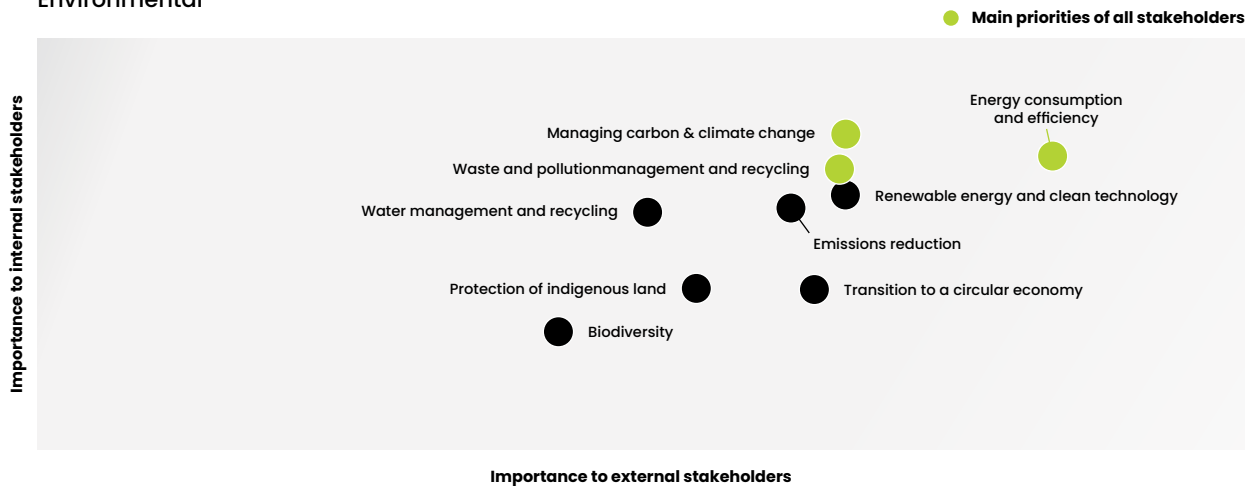 Environmental
Main priorities of all stakeholders
Importance to internal stakeholders
Energy consumption
and efficiency
Managing carbon & climate change
Waste and pollutionmanagement and recycling
Renewable energy and clean technology
Water management and recycling
Emissions reduction
Protection of indigenous land
Transition to a circular economy
Biodiversity
Importance to external stakeholders